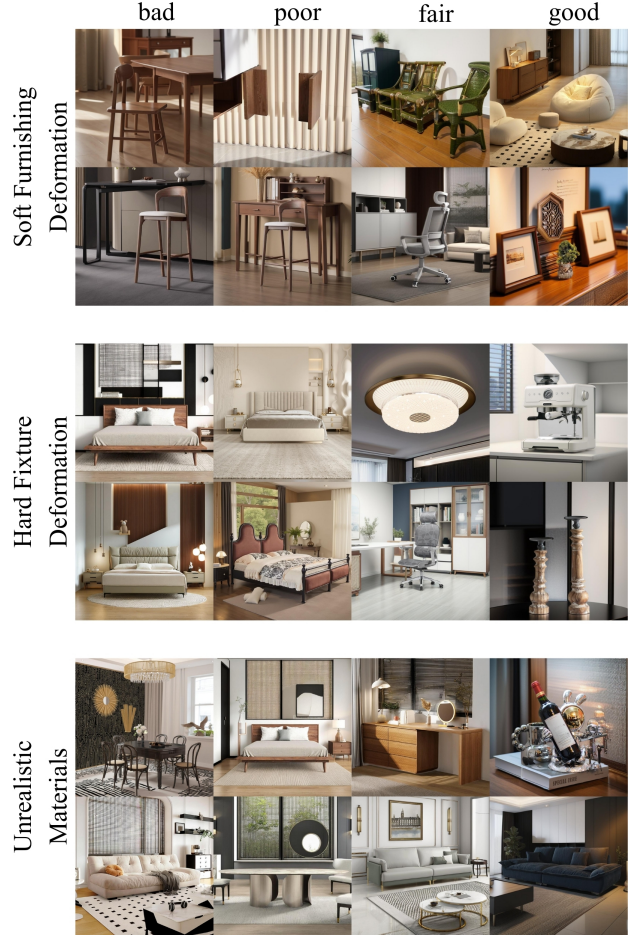 bad poor fair good
Soft Furnishing
Deformation
Hard Fixture
Deformation
Unrealistic
Materials